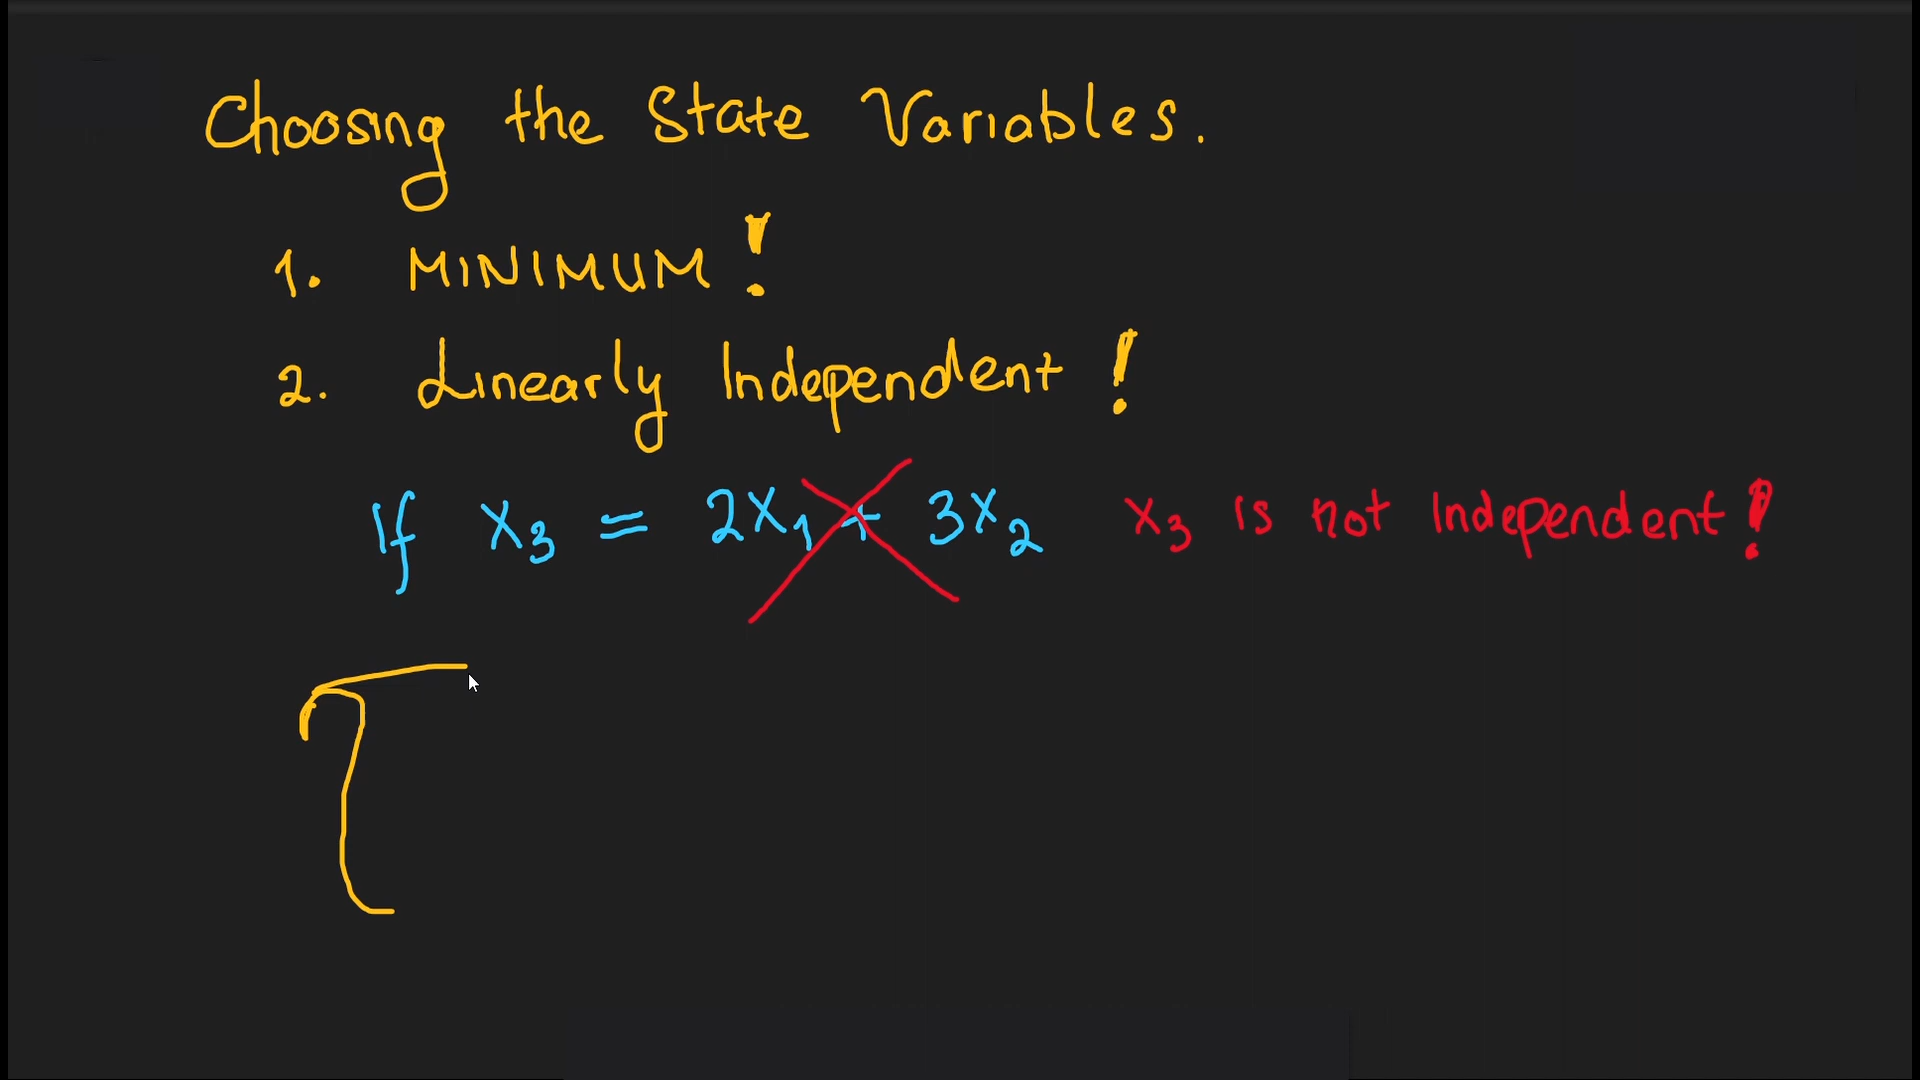 Choosing the State Variables.
1. MINIMUM!
2. Linearly Independent!
If x₃ = 2x₁ + 3x₂ x₃ is not Independent!